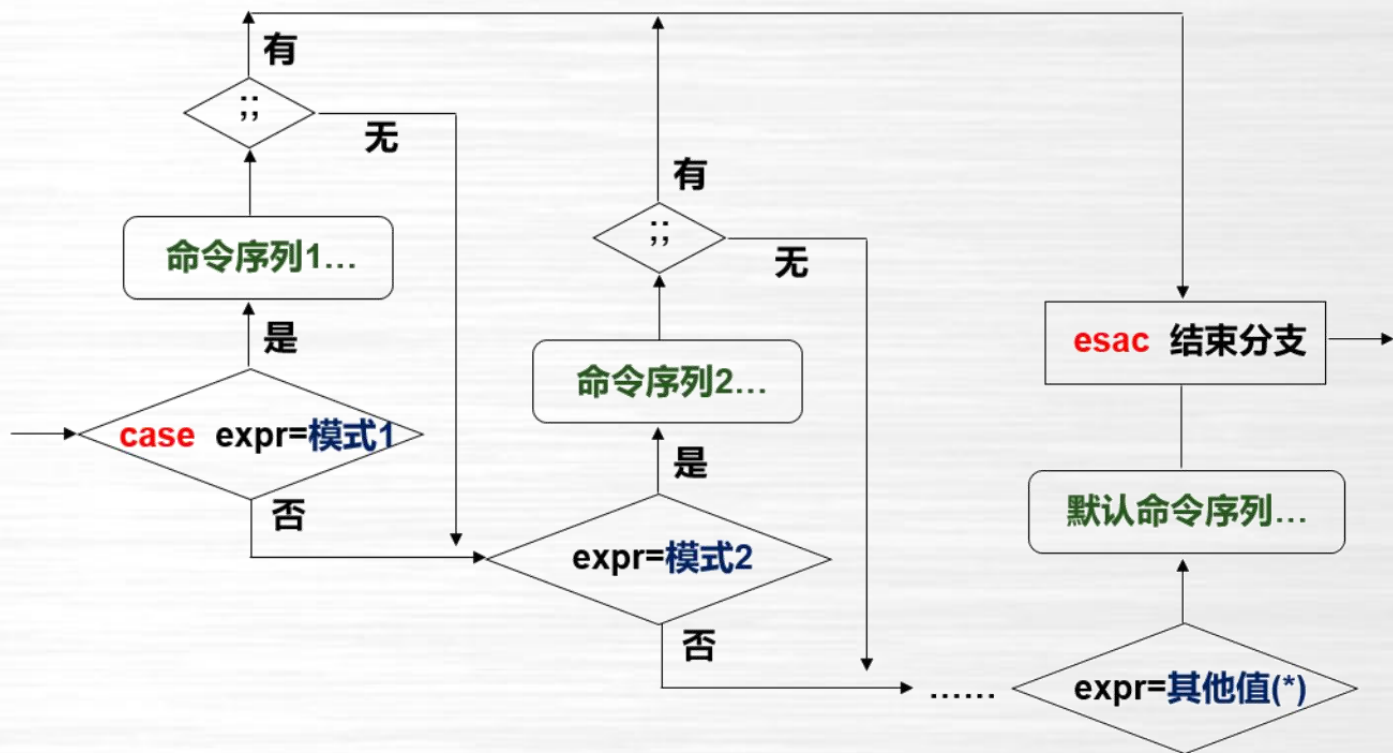 有
;;
无
命令序列1...
是
case expr=模式1
否
有
;;
无
命令序列2...
是
expr=模式2
否
......
esac 结束分支
默认命令序列...
expr=其他值(*)